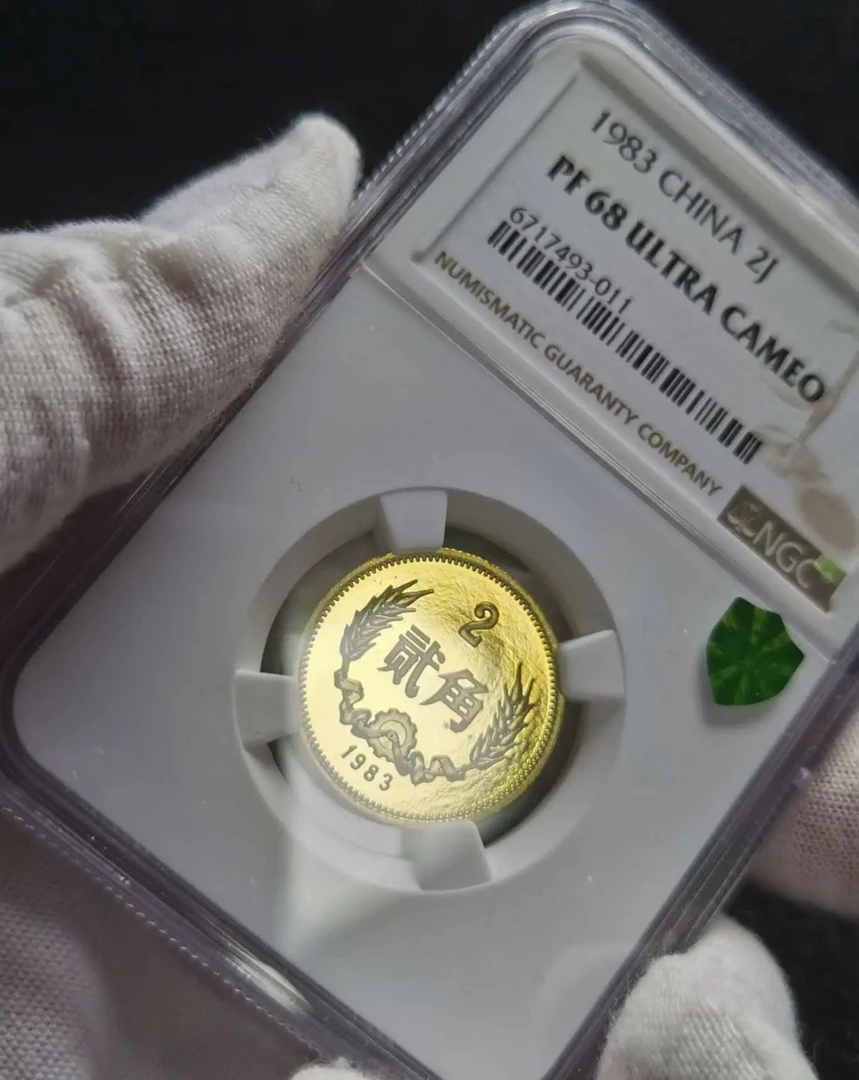 1983 CHINA 2J
PF 68 ULTRA CAMEO
6717493-011
NUMISMATIC GUARANTY COMPANY
NGC
2
贰角
1983